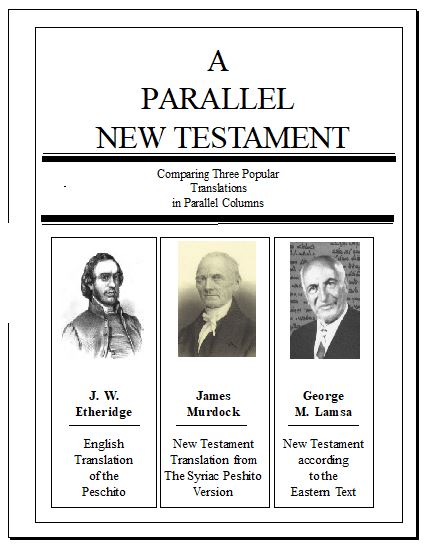 A
PARALLEL
NEW TESTAMENT
Comparing Three Popular
Translations
in Parallel Columns
J. W.
Etheridge
English
Translation
of the
Peschito
James
Murdock
New Testament
Translation from
The Syriac Peshito
Version
George
M. Lamsa
New Testament
according
to the
Eastern Text